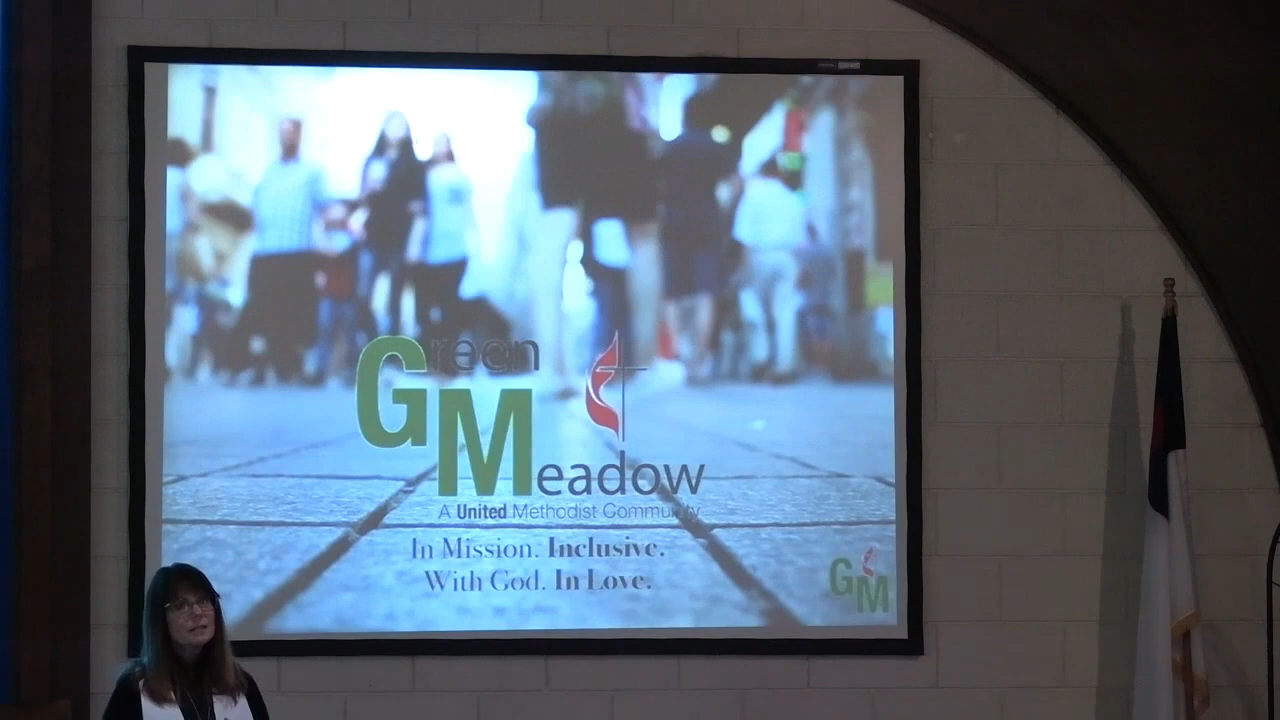 Green
Meadow
A United Methodist Community
In Mission. Inclusive.
With God. In Love.
GM